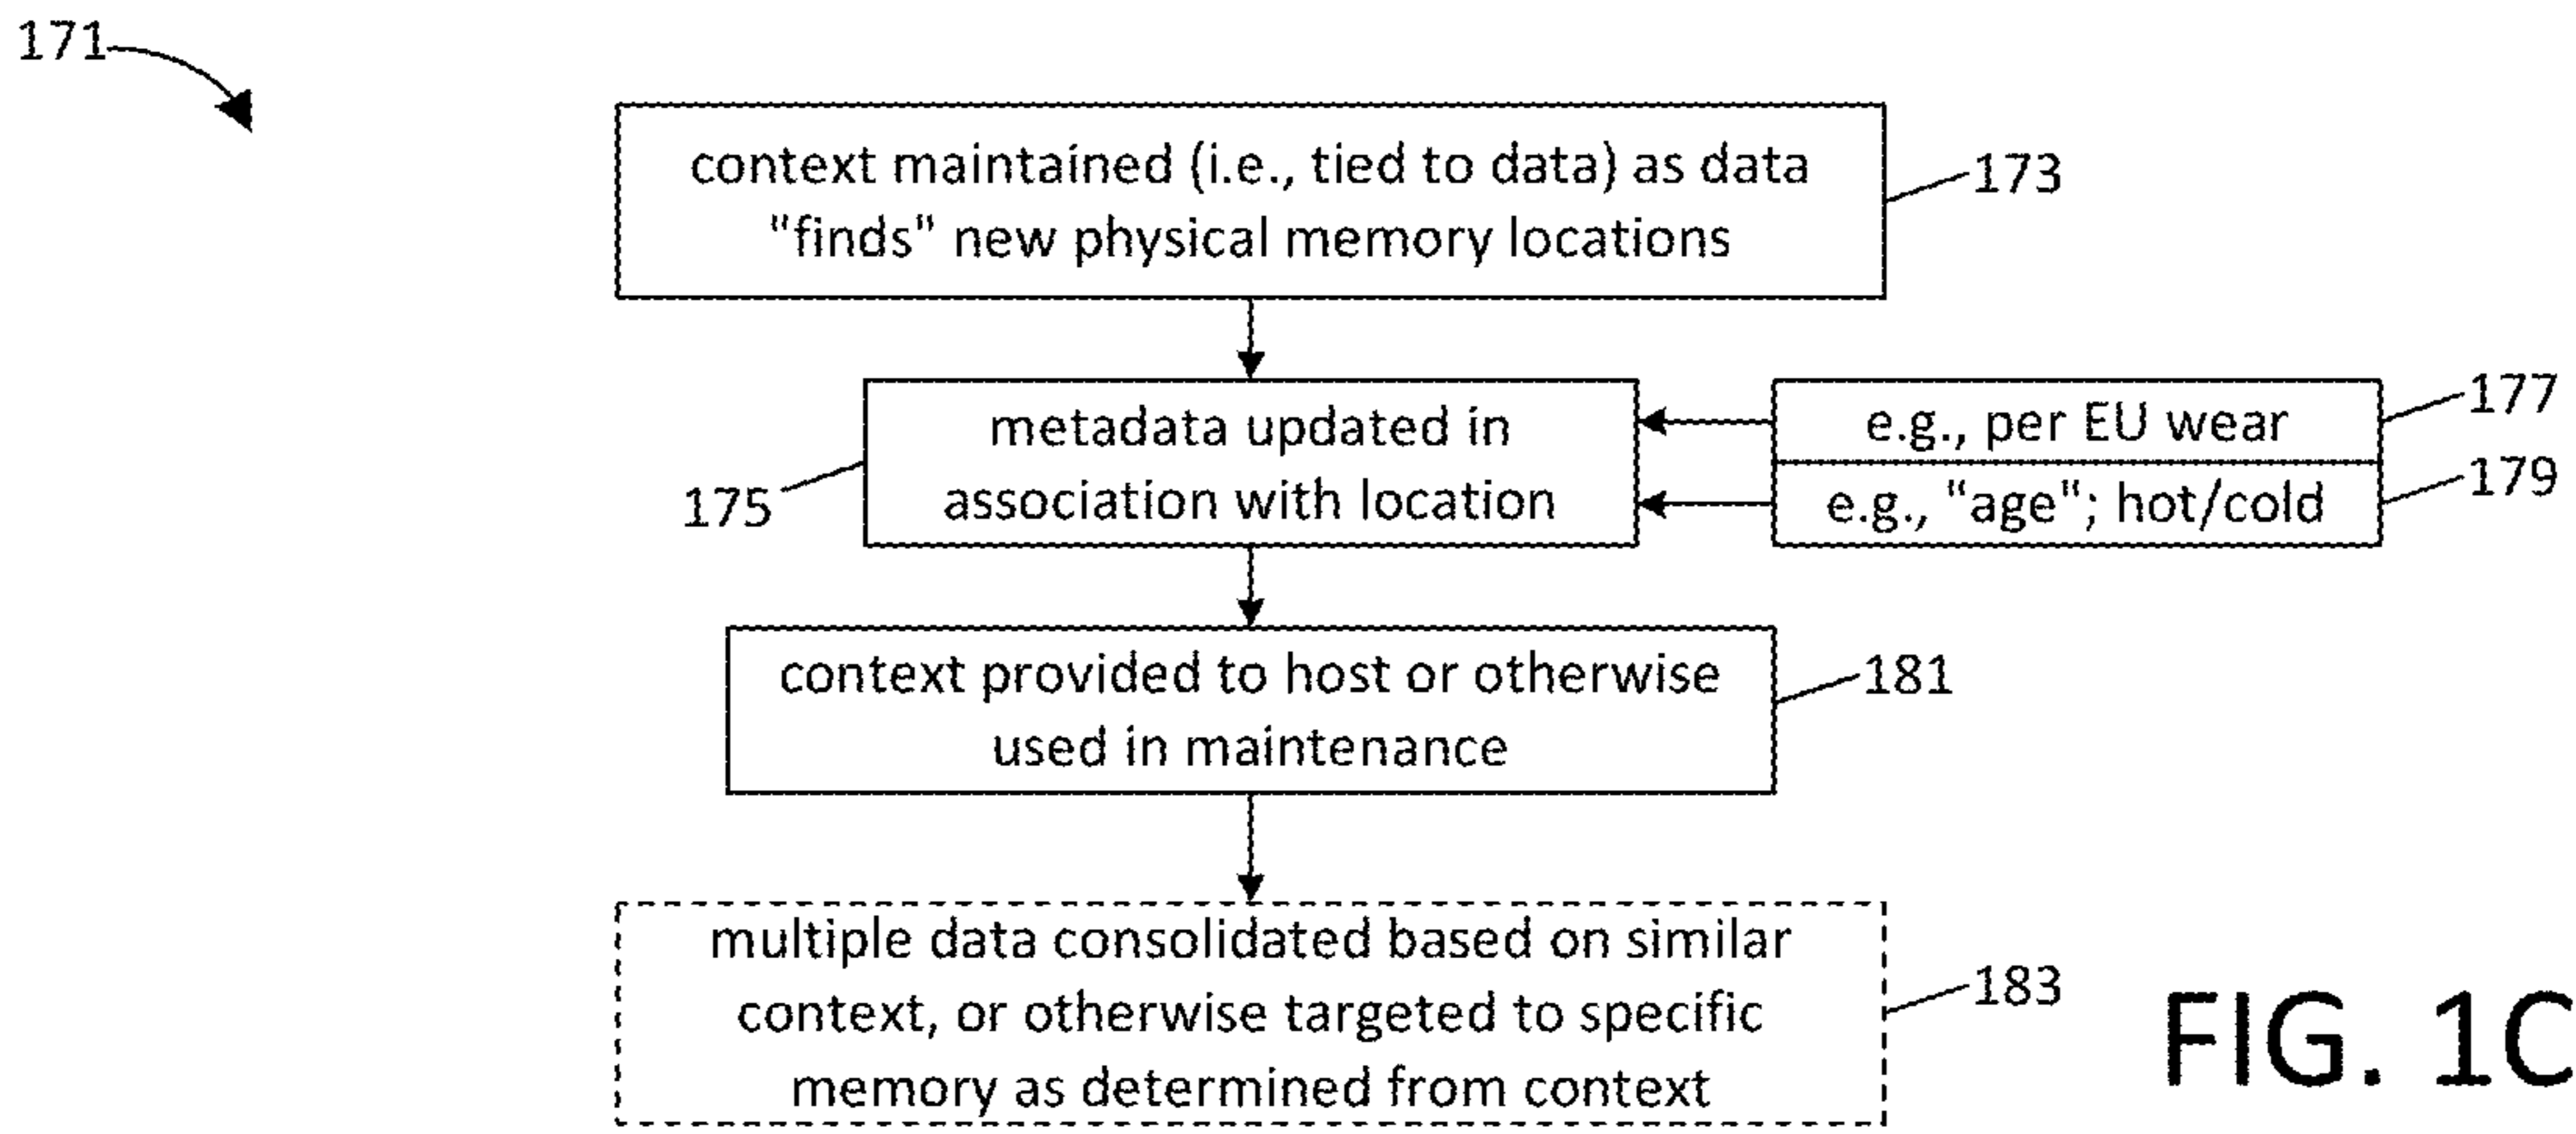 171
context maintained (i.e., tied to data) as data
"finds" new physical memory locations
173
metadata updated in
association with location
175
e.g., per EU wear
177
e.g., "age"; hot/cold
179
context provided to host or otherwise
used in maintenance
181
multiple data consolidated based on similar
context, or otherwise targeted to specific
memory as determined from context
183
FIG. 1C